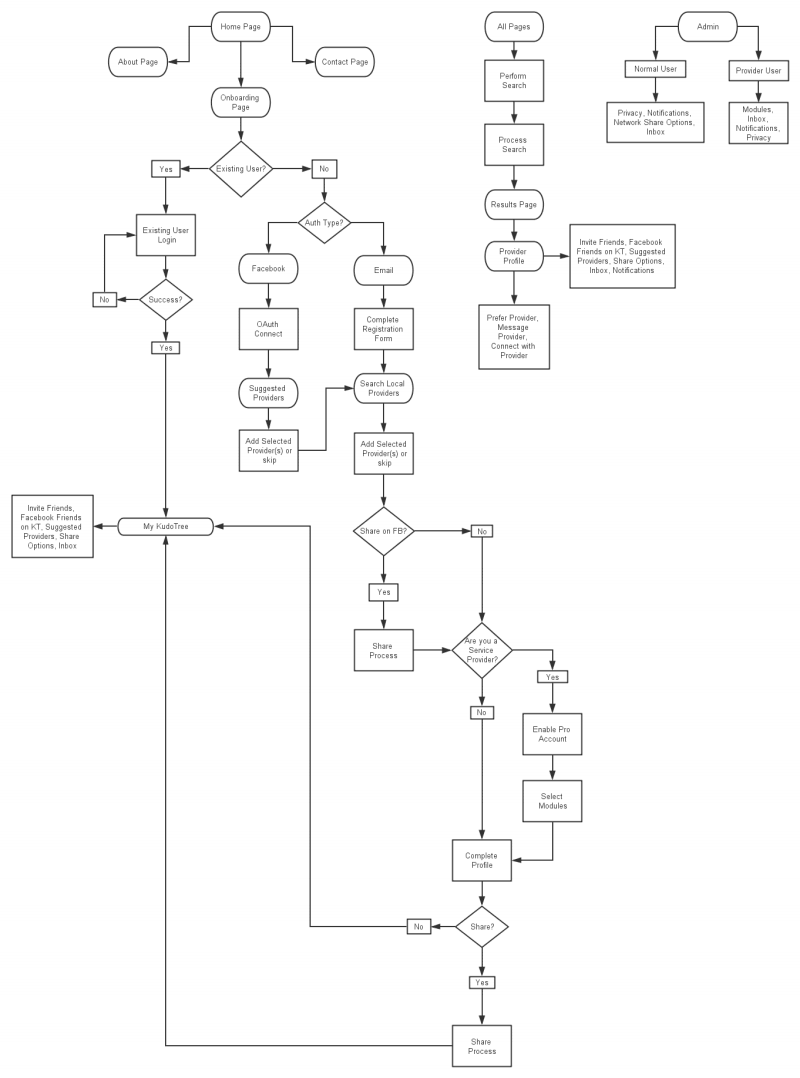 Home Page
About Page
Contact Page
Onboarding
Page
Existing User?
Yes
No
Existing User
Login
Auth Type?
Success?
No
Yes
Facebook
Email
OAuth
Connect
Complete
Registration
Form
Suggested
Providers
Search Local
Providers
Add Selected
Provider(s) or
skip
Add Selected
Provider(s) or
skip
Invite Friends,
Facebook Friends
on KT, Suggested
Providers, Share
Options, Inbox
My KudoTree
Share on FB?
No
Yes
Share
Process
Are you a
Service
Provider?
Yes
No
Enable Pro
Account
Select
Modules
Complete
Profile
Share?
No
Yes
Share
Process
All Pages
Perform
Search
Process
Search
Results Page
Provider
Profile
Invite Friends, Facebook
Friends on KT, Suggested
Providers, Share Options,
Inbox, Notifications
Prefer Provider,
Message
Provider,
Connect with
Provider
Admin
Normal User
Provider User
Privacy, Notifications,
Network Share Options,
Inbox
Modules,
Inbox,
Notifications,
Privacy